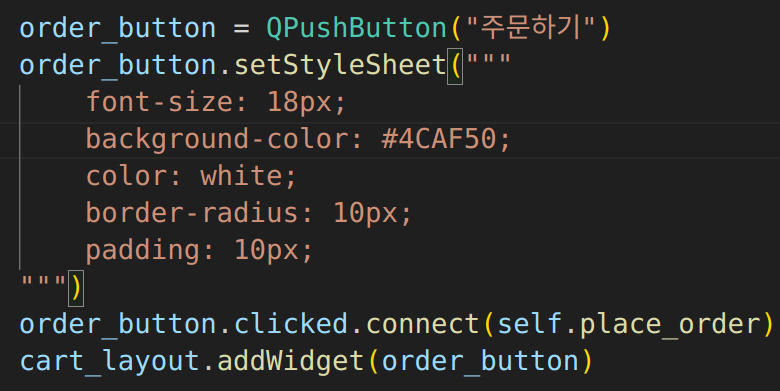 order_button = QPushButton("주문하기")
order_button.setStyleSheet("""
    font-size: 18px;
    background-color: #4CAF50;
    color: white;
    border-radius: 10px;
    padding: 10px;
""")
order_button.clicked.connect(self.place_order)
cart_layout.addWidget(order_button)